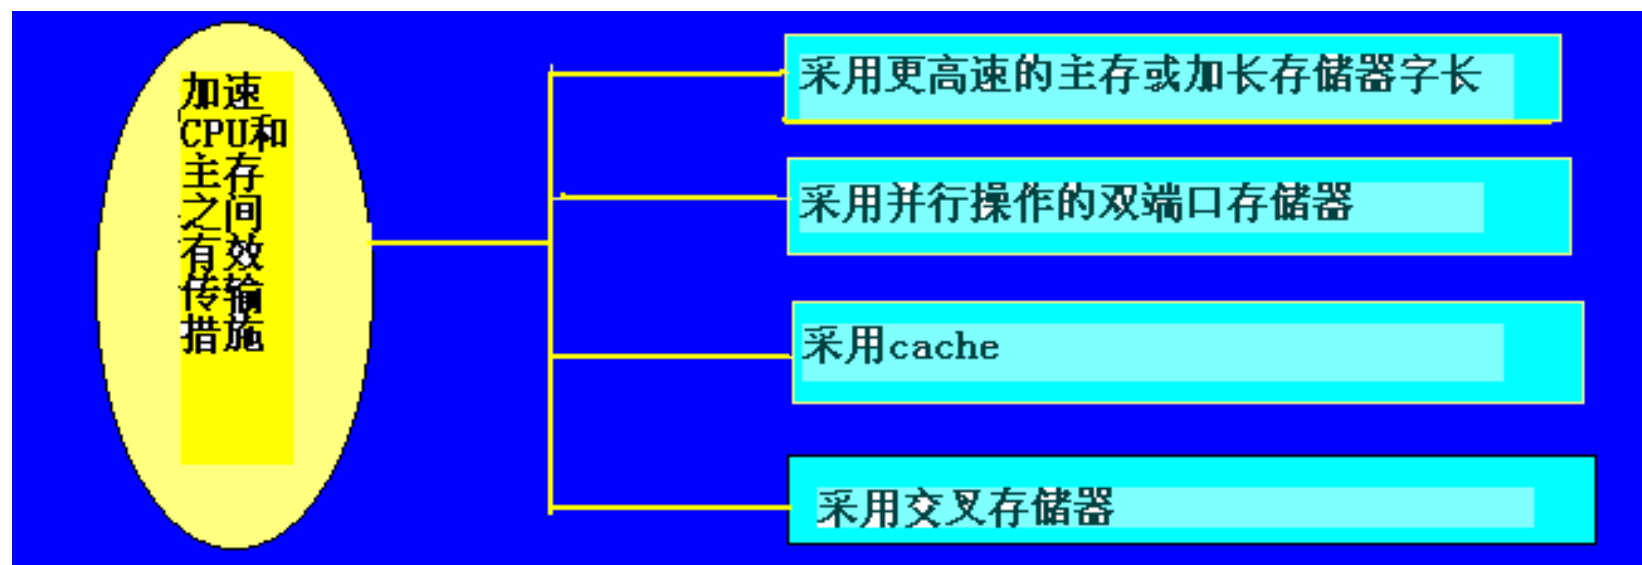 加速
CPU和
主存
之间
有效
传输
措施
采用更高速的主存或加长存储器字长
采用并行操作的双端口存储器
采用cache
采用交叉存储器